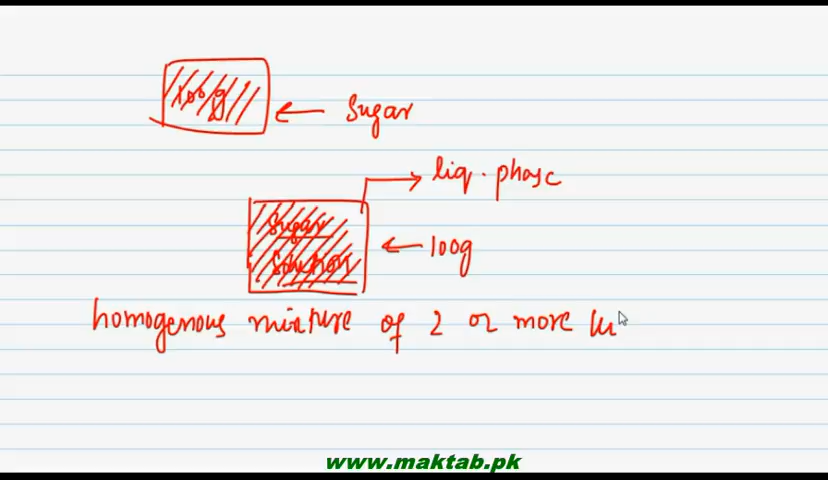 100g
Sugar
liq. phase
Sugar
Solution
100g
homogenous mixture of 2 or more
www.maktab.pk